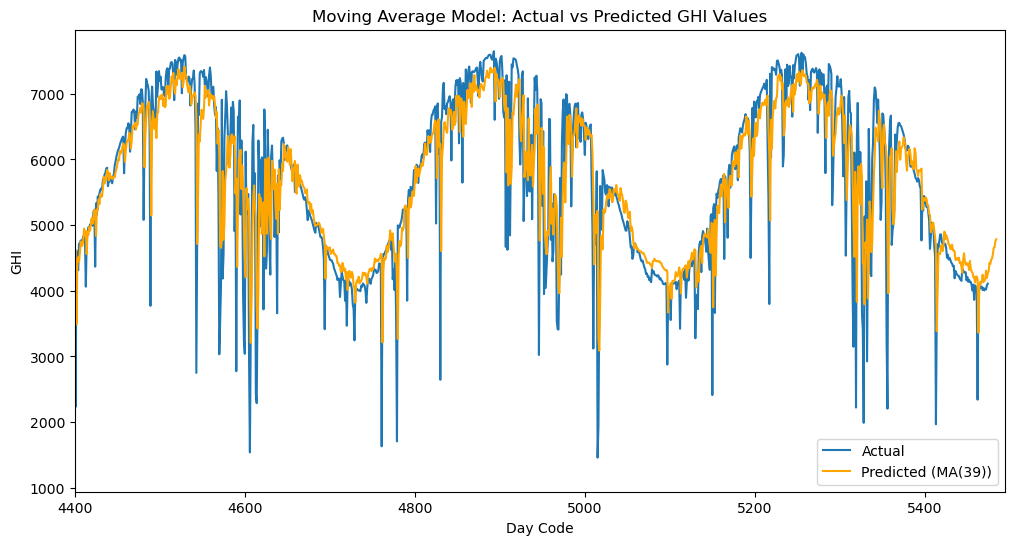 Moving Average Model: Actual vs Predicted GHI Values
GHI
7000
6000
5000
4000
3000
2000
1000
4400
4600
4800
5000
5200
5400
Day Code
Actual
Predicted (MA(39))